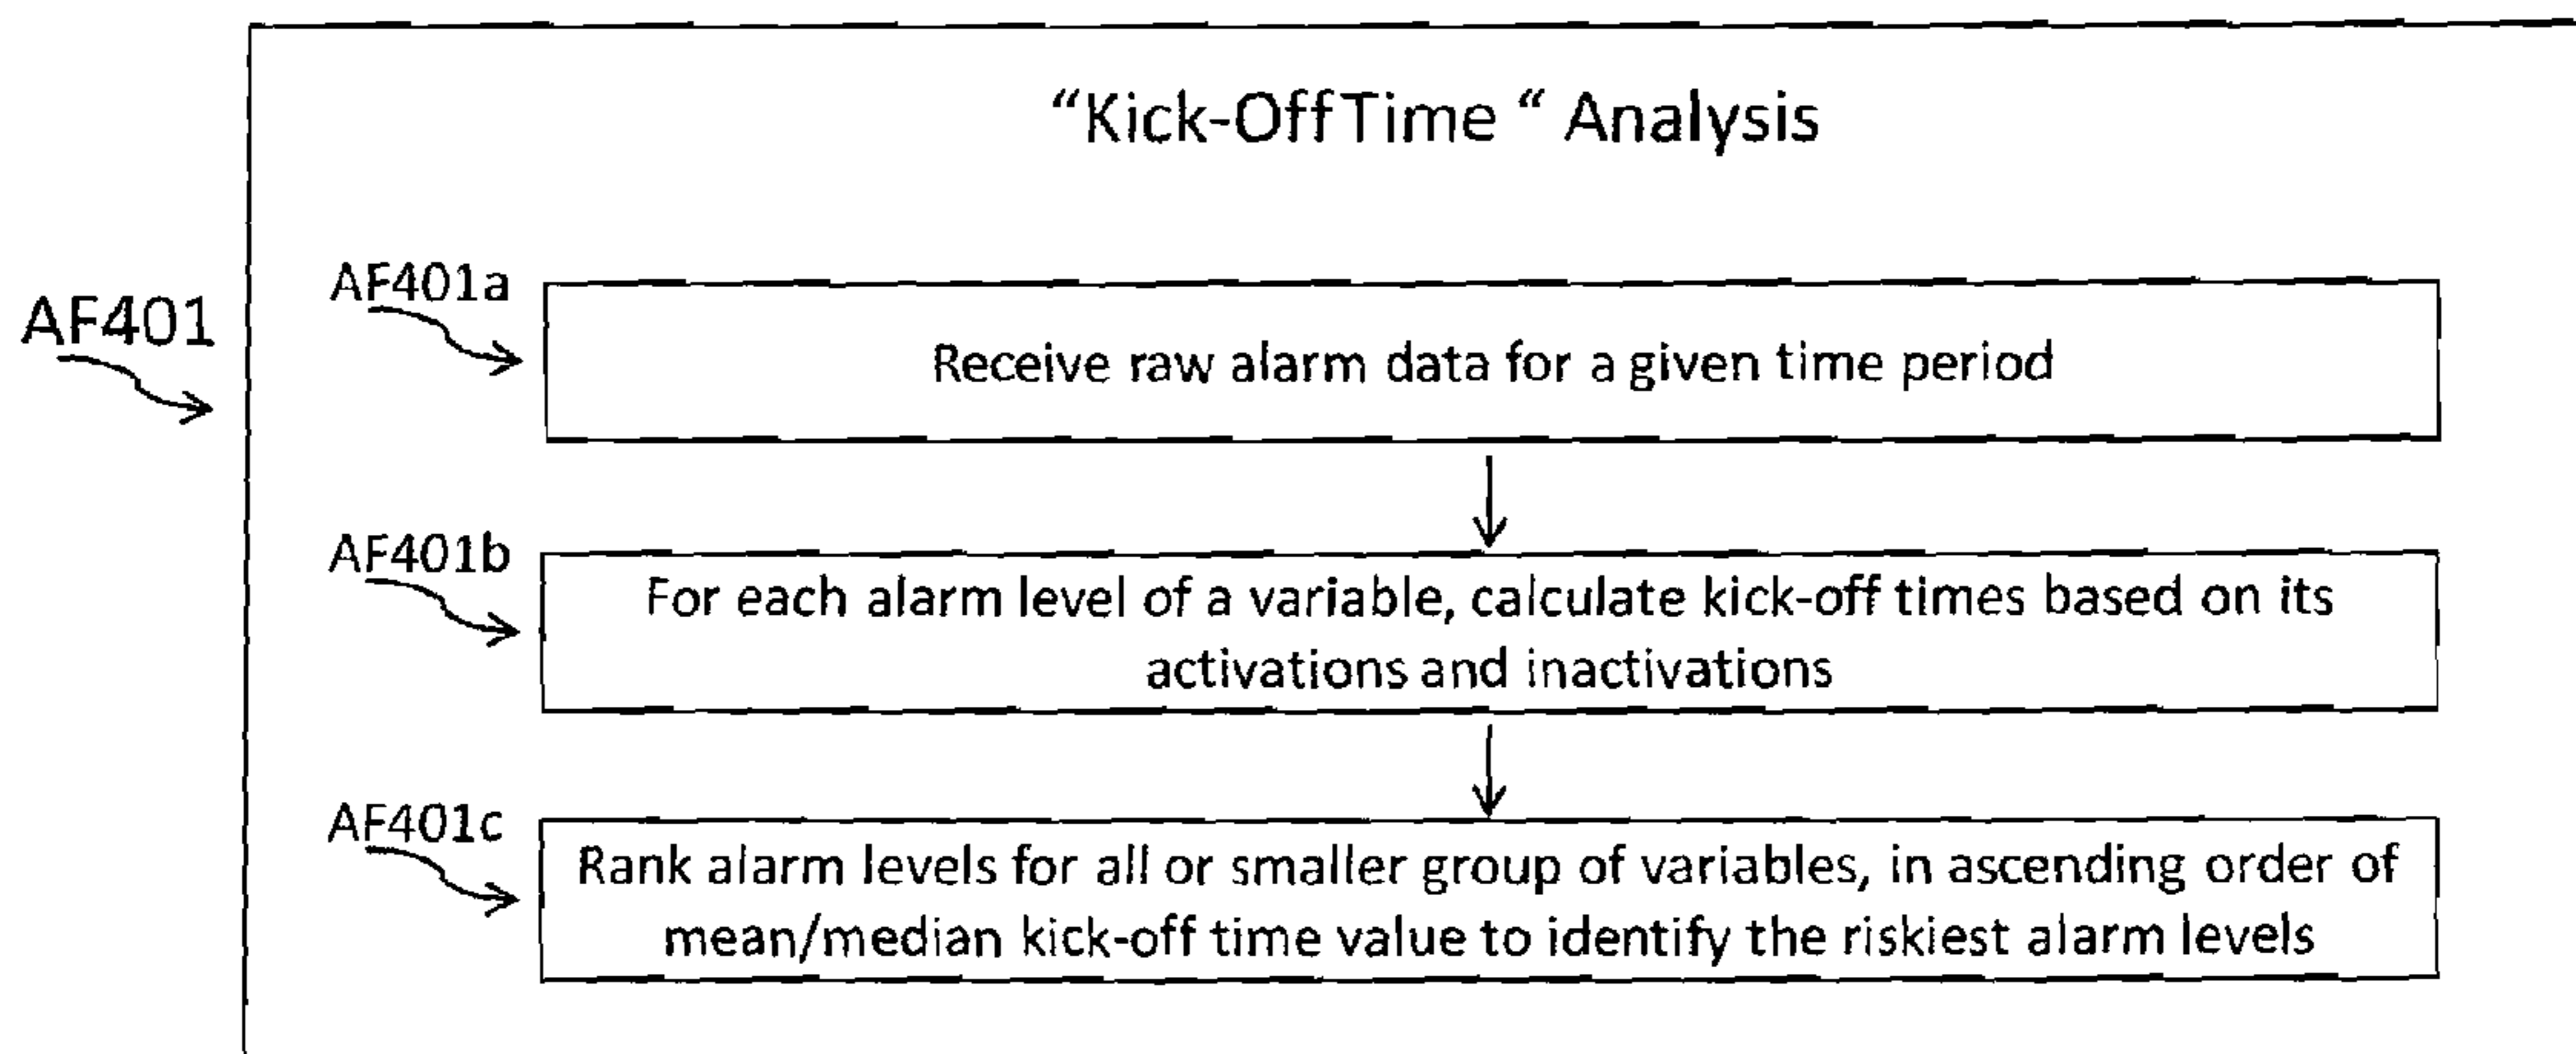 “Kick-Off Time “ Analysis
AF401
AF401a
Receive raw alarm data for a given time period
AF401b
For each alarm level of a variable, calculate kick-off times based on its
activations and inactivations
AF401c
Rank alarm levels for all or smaller group of variables, in ascending order of
mean/median kick-off time value to identify the riskiest alarm levels